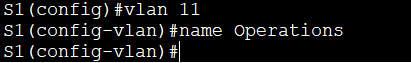 S1(config)#vlan 11
S1(config-vlan)#name Operations
S1(config-vlan)#